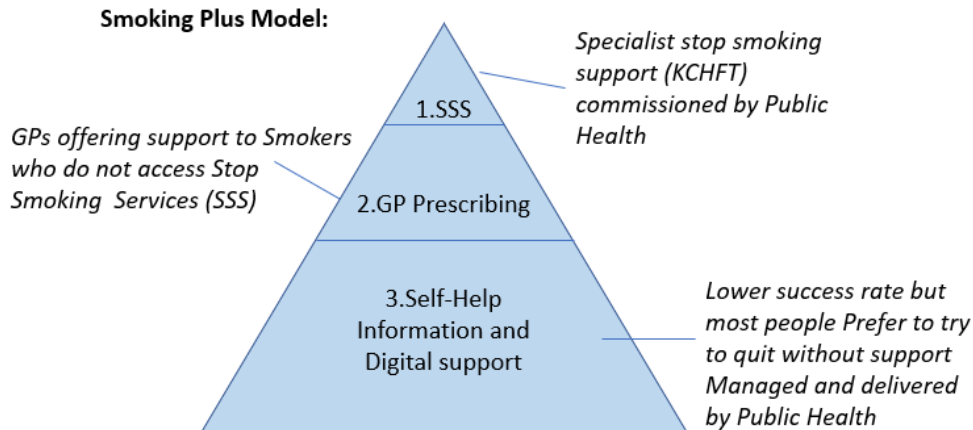 Smoking Plus Model:
Specialist stop smoking
support (KCHFT)
commissioned by Public
Health
1.SSS
GPs offering support to Smokers
who do not access Stop
Smoking Services (SSS)
2.GP Prescribing
3.Self-Help
Information and
Digital support
Lower success rate but
most people Prefer to try
to quit without support
Managed and delivered
by Public Health